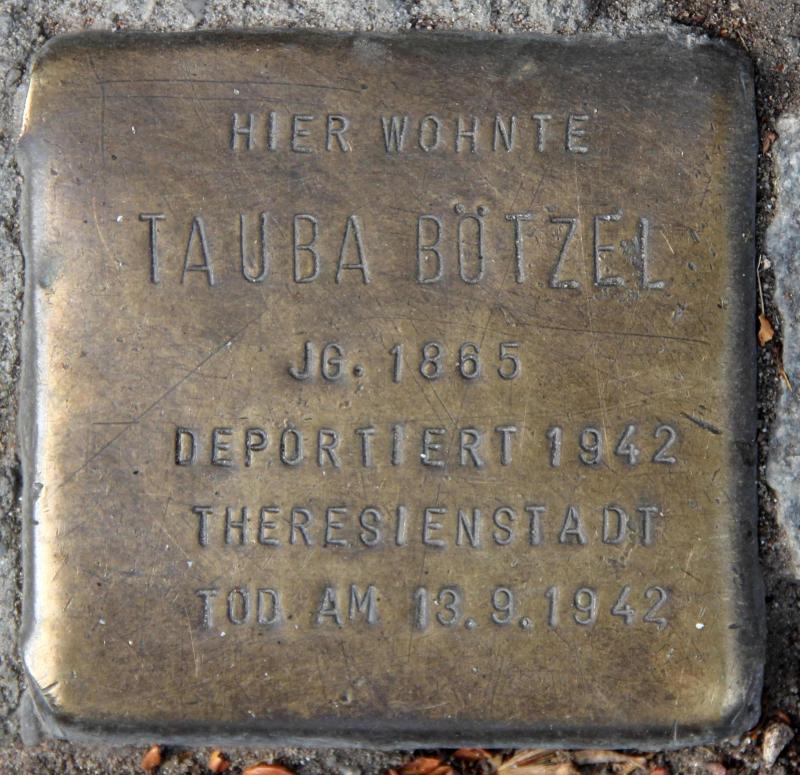 HIER WOHNTE
TAUBA BÖTZEL
JG. 1865
DEPORTIERT 1942
THERESIENSTADT
TOD AM 13.9.1942